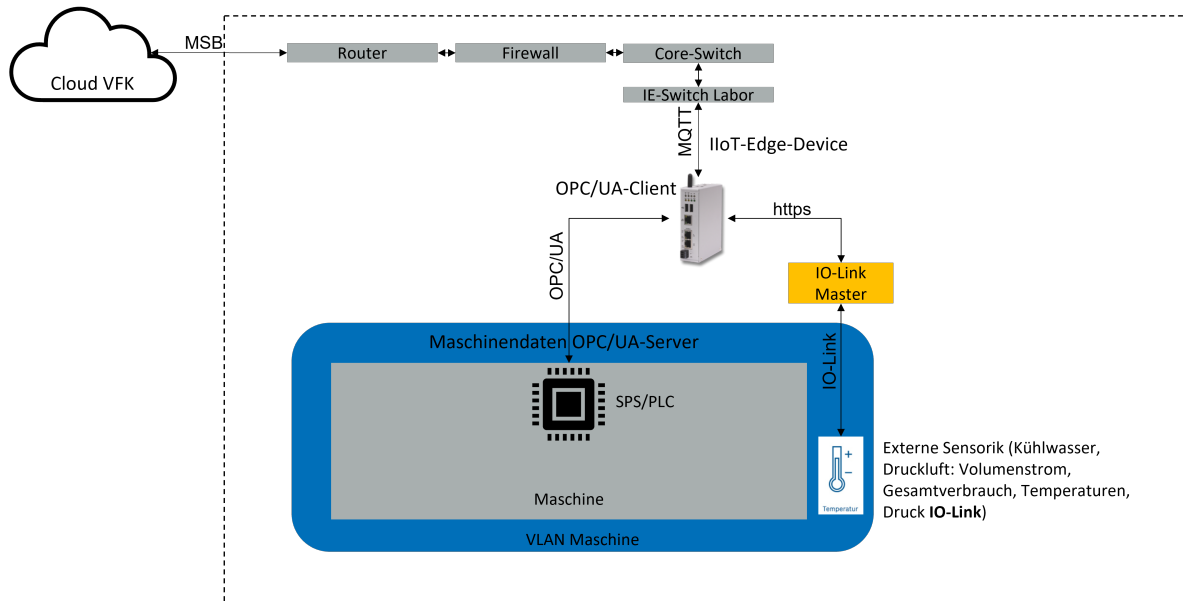 MSB
Router
Firewall
Core-Switch
Cloud VFK
IE-Switch Labor
MQTT
IIoT-Edge-Device
OPC/UA-Client
https
OPC/UA
IO-Link
Master
Maschinendaten OPC/UA-Server
IO-Link
SPS/PLC
Externe Sensorik (Kühlwasser,
Druckluft: Volumenstrom,
Gesamtverbrauch, Temperaturen,
Druck IO-Link)
Temperatur
Maschine
VLAN Maschine